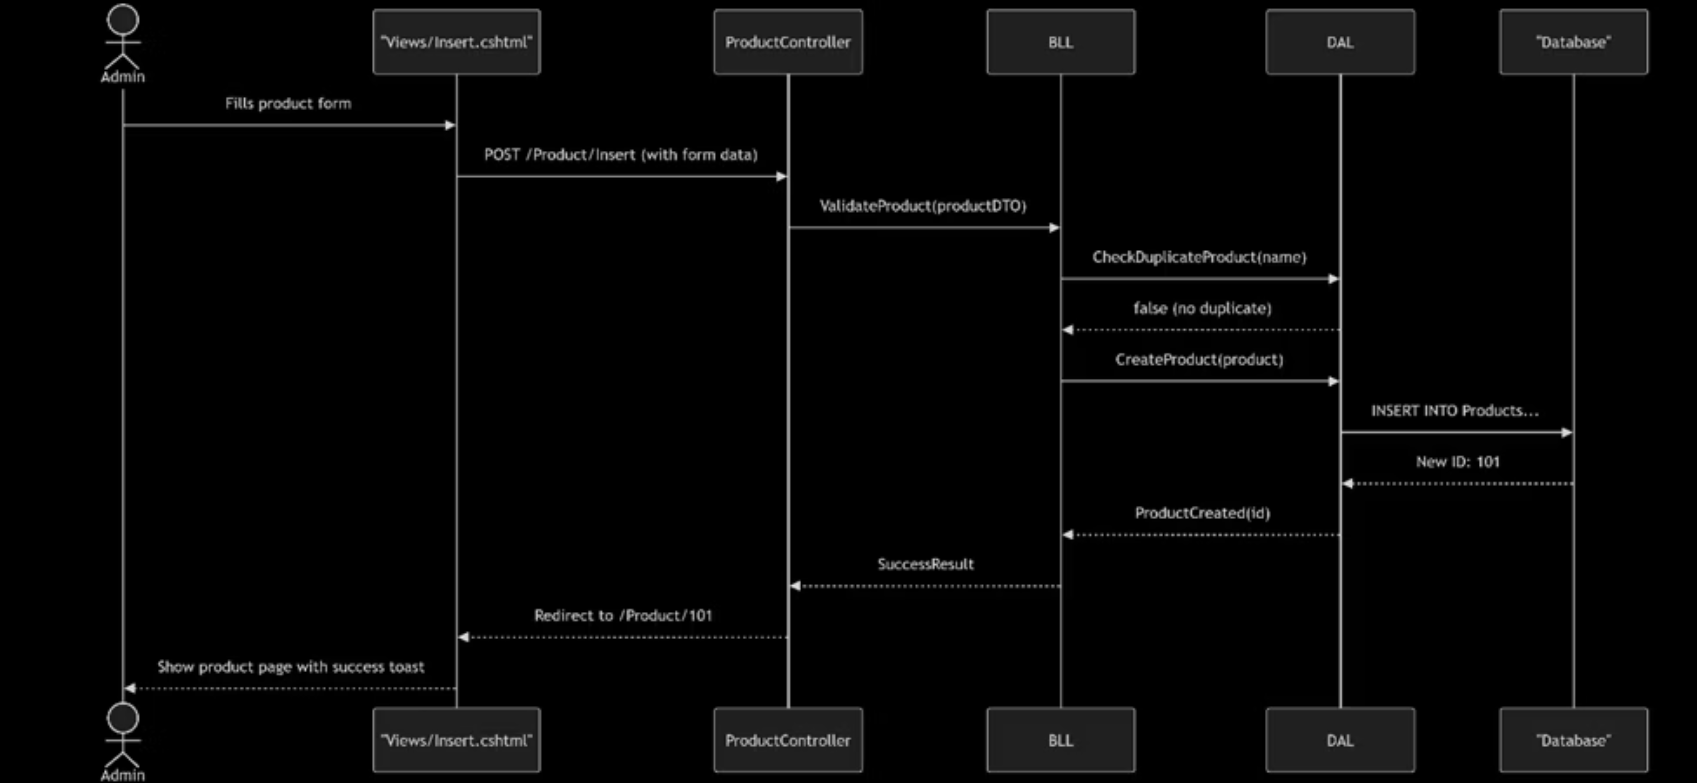 Admin
"Views/Insert.cshtml"
ProductController
BLL
DAL
"Database"
Fills product form
POST /Product/Insert (with form data)
ValidateProduct(productDTO)
CheckDuplicateProduct(name)
false (no duplicate)
CreateProduct(product)
INSERT INTO Products...
New ID: 101
ProductCreated(id)
SuccessResult
Redirect to /Product/101
Show product page with success toast
Admin
"Views/Insert.cshtml"
ProductController
BLL
DAL
"Database"